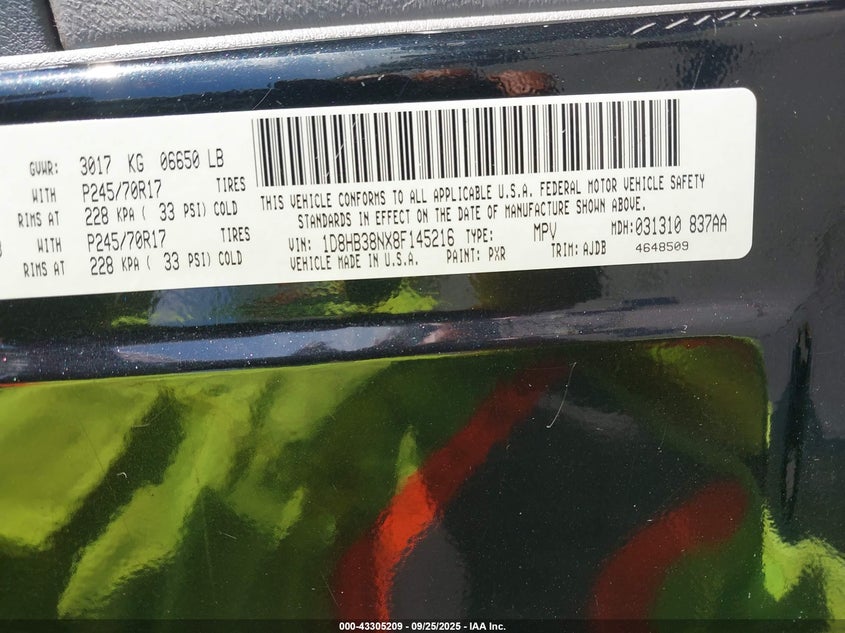 GVWR: 3017 KG 06650 LB
WITH P245/70R17 TIRES
RIMS AT 228 KPA ( 33 PSI) COLD
WITH P245/70R17 TIRES
RIMS AT 228 KPA ( 33 PSI) COLD
THIS VEHICLE CONFORMS TO ALL APPLICABLE U.S.A. FEDERAL MOTOR VEHICLE SAFETY
STANDARDS IN EFFECT ON THE DATE OF MANUFACTURE SHOWN ABOVE.
VIN: 1D8HB38NX8F145216 TYPE: MPV MDH: 031310 837AA
VEHICLE MADE IN U.S.A. PAINT: PXR TRIM: AJDB 4648509
000-43305209 - 09/25/2025 - IAA Inc.